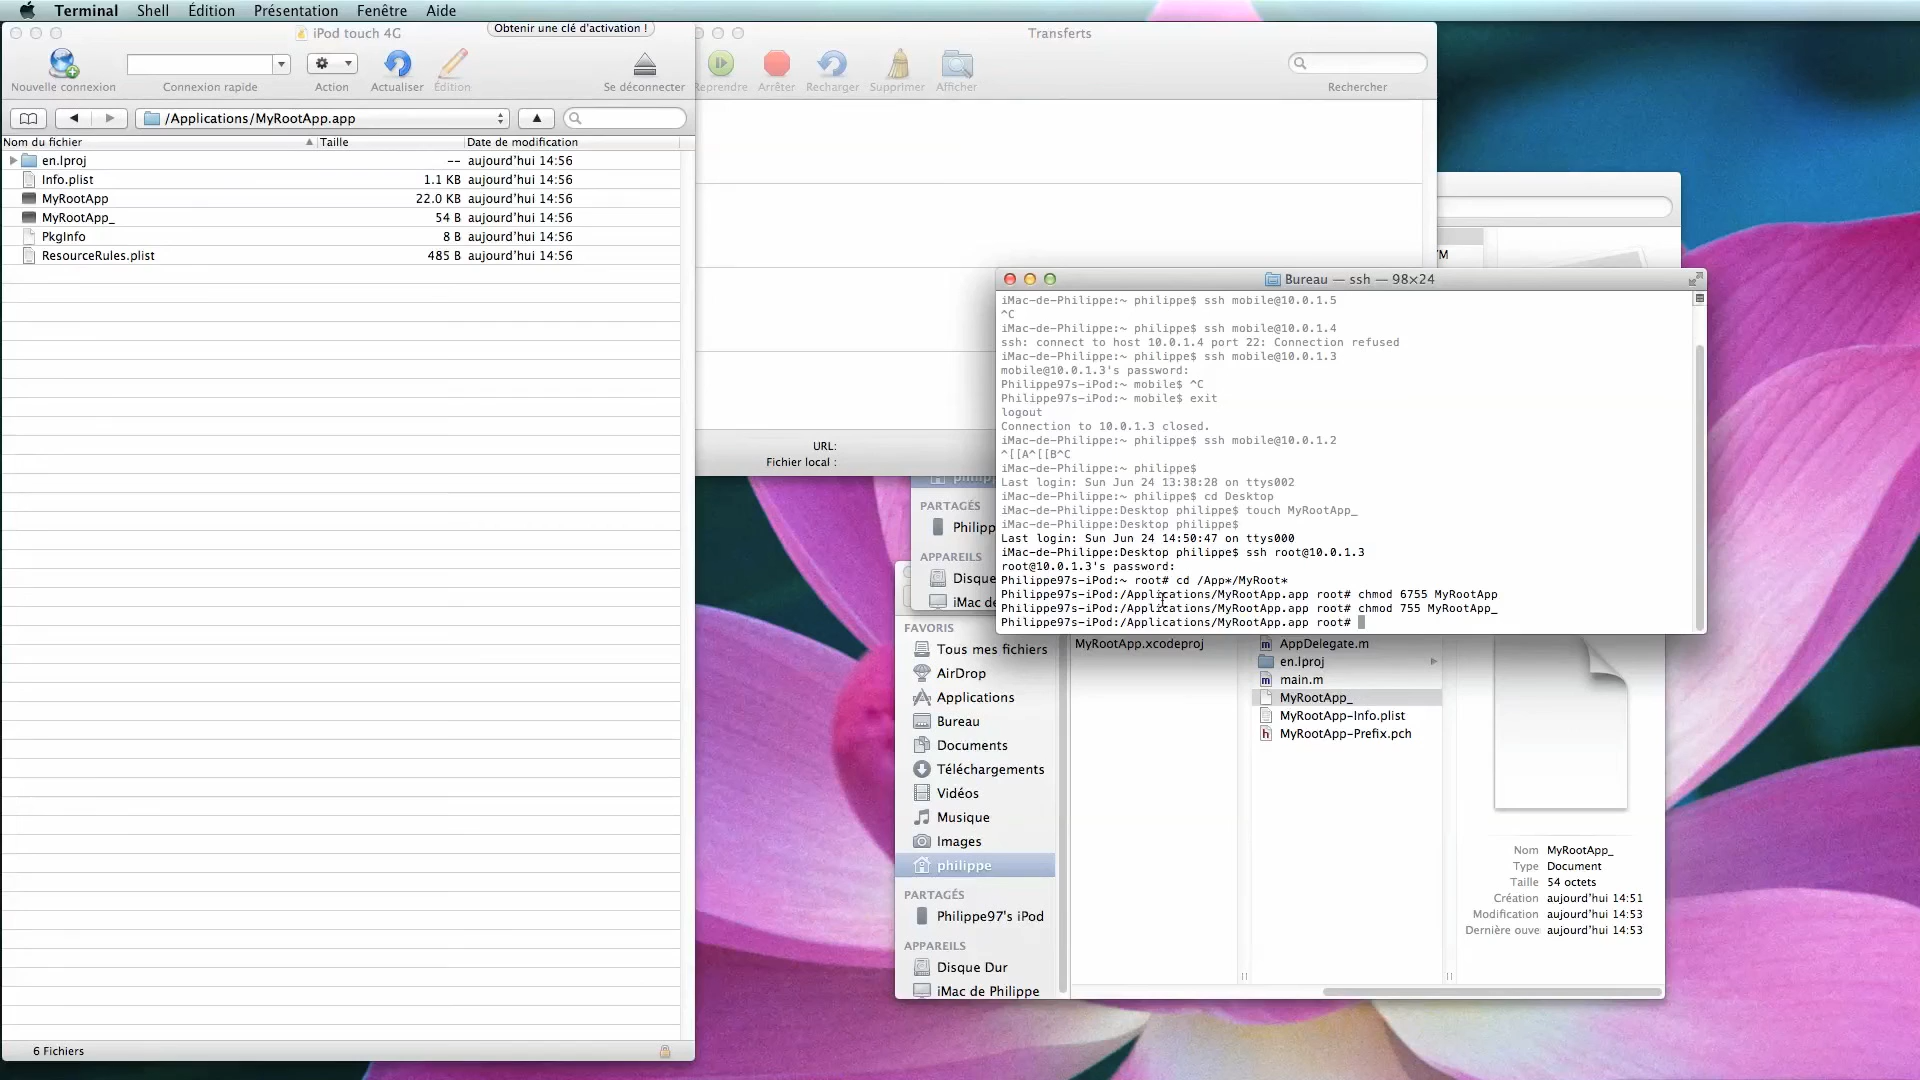 Terminal Shell Édition Présentation Fenêtre Aide
iPod touch 4G
Obtenir une clé d'activation !
Nouvelle connexion
Connexion rapide
Action
Actualiser
Édition
Se déconnecter
/Applications/MyRootApp.app
Nom du fichier Taille Date de modification
en.lproj -- aujourd'hui 14:56
Info.plist 1.1 KB aujourd'hui 14:56
MyRootApp 22.0 KB aujourd'hui 14:56
MyRootApp_ 54 B aujourd'hui 14:56
PkgInfo 8 B aujourd'hui 14:56
ResourceRules.plist 485 B aujourd'hui 14:56
6 Fichiers
Transferts
Reprendre
Arrêter
Recharger
Supprimer
Afficher
Rechercher
URL:
Fichier local :
Bureau — ssh — 98×24
iMac-de-Philippe:~ philippe$ ssh mobile@10.0.1.5
^C
iMac-de-Philippe:~ philippe$ ssh mobile@10.0.1.4
ssh: connect to host 10.0.1.4 port 22: Connection refused
iMac-de-Philippe:~ philippe$ ssh mobile@10.0.1.3
mobile@10.0.1.3's password:
Philippe97s-iPod:~ mobile$ ^C
Philippe97s-iPod:~ mobile$ exit
logout
Connection to 10.0.1.3 closed.
iMac-de-Philippe:~ philippe$ ssh mobile@10.0.1.2
^[[A^[[B^C
iMac-de-Philippe:~ philippe$
Last login: Sun Jun 24 13:38:28 on ttys002
iMac-de-Philippe:~ philippe$ cd Desktop
iMac-de-Philippe:Desktop philippe$ touch MyRootApp_
iMac-de-Philippe:Desktop philippe$
Last login: Sun Jun 24 14:50:47 on ttys000
iMac-de-Philippe:Desktop philippe$ ssh root@10.0.1.3
root@10.0.1.3's password:
Philippe97s-iPod:~ root# cd /App*/MyRoot*
Philippe97s-iPod:/Applications/MyRootApp.app root# chmod 6755 MyRootApp
Philippe97s-iPod:/Applications/MyRootApp.app root# chmod 755 MyRootApp_
Philippe97s-iPod:/Applications/MyRootApp.app root#
PARTAGÉS
Philipp
APPAREILS
Disque
iMac de
FAVORIS
Tous mes fichiers
AirDrop
Applications
Bureau
Documents
Téléchargements
Vidéos
Musique
Images
philippe
PARTAGÉS
Philippe97's iPod
APPAREILS
Disque Dur
iMac de Philippe
MyRootApp.xcodeproj
AppDelegate.m
en.lproj
main.m
MyRootApp_
MyRootApp-Info.plist
MyRootApp-Prefix.pch
Nom MyRootApp_
Type Document
Taille 54 octets
Création aujourd'hui 14:51
Modification aujourd'hui 14:53
Dernière ouve aujourd'hui 14:53